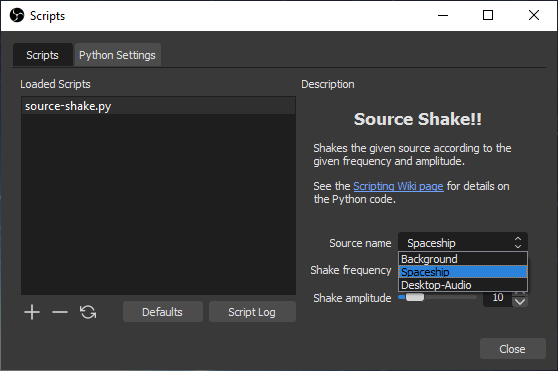 Scripts
Scripts
Python Settings
Loaded Scripts
Description
source-shake.py
Source Shake!!
Shakes the given source according to the
given frequency and amplitude.
See the Scripting Wiki page for details on
the Python code.
Source name
Spaceship
Background
Shake frequency
Spaceship
Desktop-Audio
Shake amplitude
10
Defaults
Script Log
Close